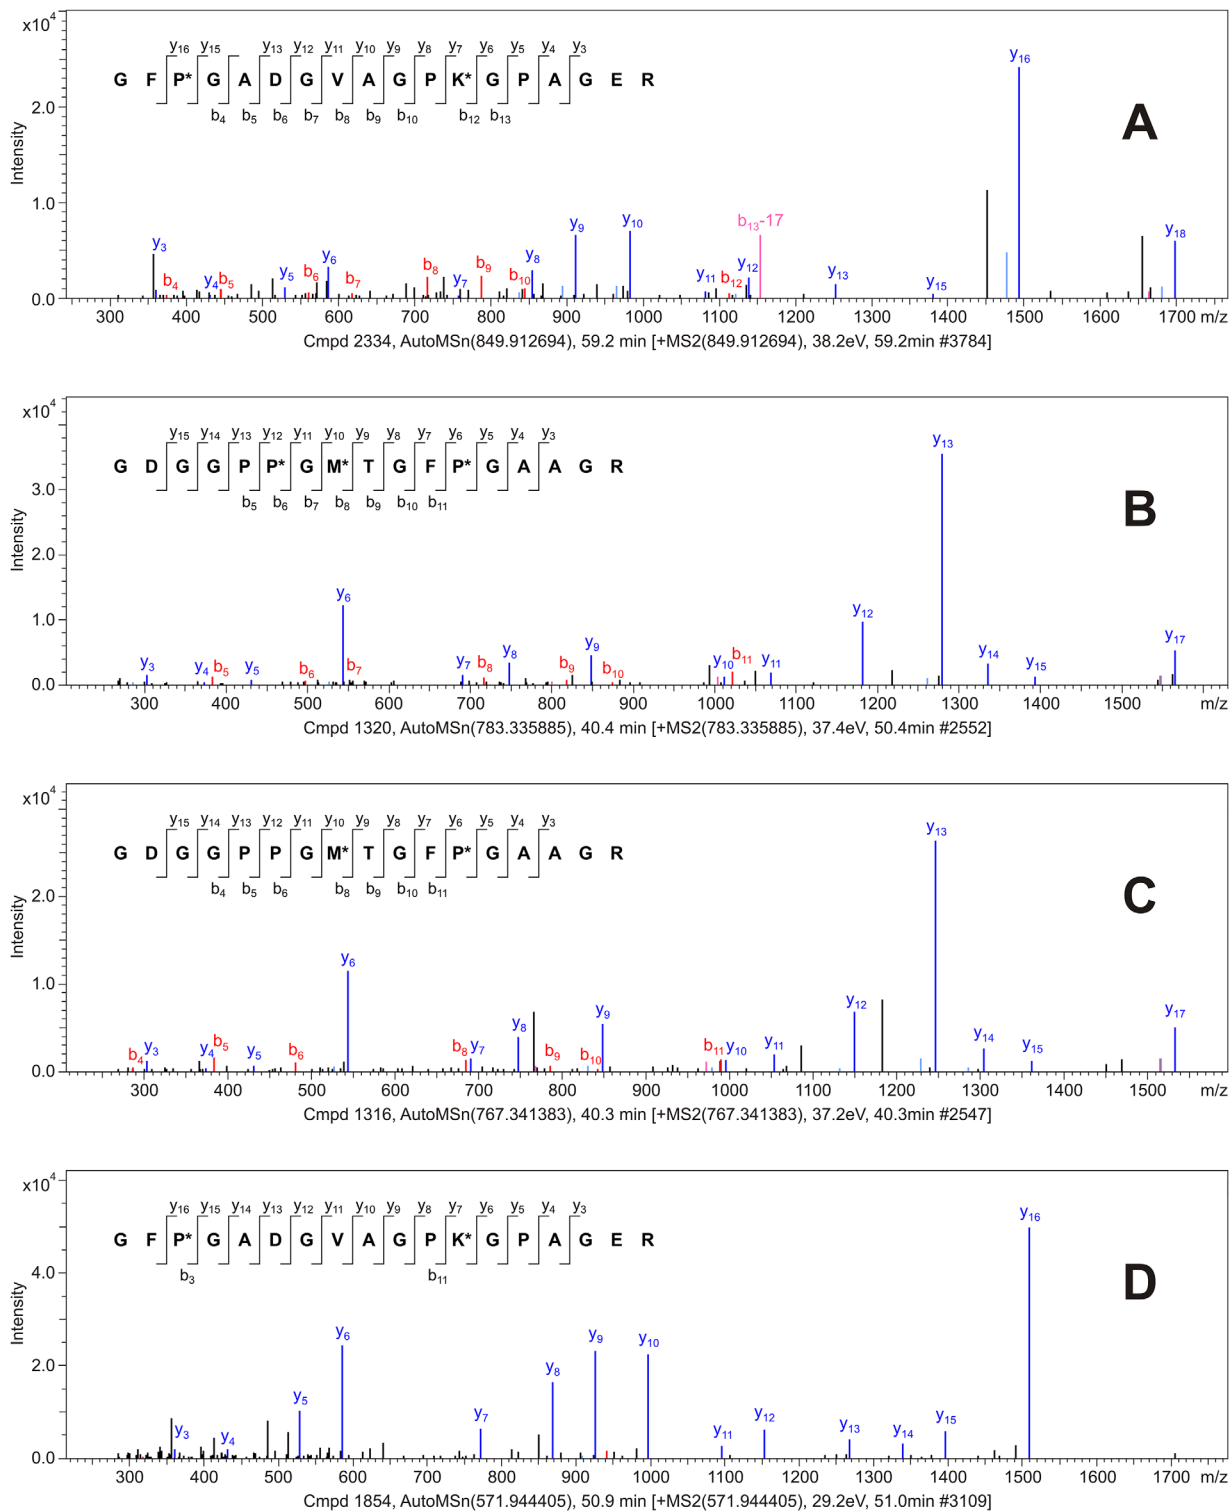 x10⁴
y₁₆ y₁₅ y₁₃ y₁₂ y₁₁ y₁₀ y₉ y₈ y₇ y₆ y₅ y₄ y₃
G F P* G A D G V A G P K* G P A G E R
b₄ b₅ b₆ b₇ b₈ b₉ b₁₀ b₁₂ b₁₃
A
Intensity
2.0
1.0
0.0
y₃ b₄ y₄ b₅ y₅ b₆ y₆ b₇ b₈ y₇ b₉ b₁₀ y₈ y₉ y₁₀ y₁₁ b₁₂ y₁₂ b₁₃-17 y₁₃ y₁₅ y₁₆ y₁₈
300 400 500 600 700 800 900 1000 1100 1200 1300 1400 1500 1600 1700 m/z
Cmpd 2334, AutoMSn(849.912694), 59.2 min [+MS2(849.912694), 38.2eV, 59.2min #3784]
x10⁴
y₁₅ y₁₄ y₁₃ y₁₂ y₁₁ y₁₀ y₉ y₈ y₇ y₆ y₅ y₄ y₃
G D G G P P* G M* T G F P* G A A G R
b₅ b₆ b₇ b₈ b₉ b₁₀ b₁₁
B
Intensity
3.0
2.0
1.0
0.0
y₃ y₄ b₅ y₅ b₆ y₆ b₇ y₇ b₈ y₈ b₉ y₉ b₁₀ y₁₀ b₁₁ y₁₁ y₁₂ y₁₃ y₁₄ y₁₅ y₁₇
300 400 500 600 700 800 900 1000 1100 1200 1300 1400 1500 m/z
Cmpd 1320, AutoMSn(783.335885), 40.4 min [+MS2(783.335885), 37.4eV, 50.4min #2552]
x10⁴
y₁₅ y₁₄ y₁₃ y₁₂ y₁₁ y₁₀ y₉ y₈ y₇ y₆ y₅ y₄ y₃
G D G G P P G M* T G F P* G A A G R
b₄ b₅ b₆ b₈ b₉ b₁₀ b₁₁
C
Intensity
2.0
1.0
0.0
b₄ y₃ y₄ b₅ y₅ b₆ y₆ b₈ y₇ y₈ b₉ b₁₀ y₉ b₁₁ y₁₀ y₁₁ y₁₂ y₁₃ y₁₄ y₁₅ y₁₇
300 400 500 600 700 800 900 1000 1100 1200 1300 1400 1500 m/z
Cmpd 1316, AutoMSn(767.341383), 40.3 min [+MS2(767.341383), 37.2eV, 40.3min #2547]
x10⁴
y₁₆ y₁₅ y₁₄ y₁₃ y₁₂ y₁₁ y₁₀ y₉ y₈ y₇ y₆ y₅ y₄ y₃
G F P* G A D G V A G P K* G P A G E R
b₃ b₁₁
D
Intensity
4.0
2.0
0.0
y₃ y₄ y₅ y₆ y₇ y₈ y₉ y₁₀ y₁₁ y₁₂ y₁₃ y₁₄ y₁₅ y₁₆
300 400 500 600 700 800 900 1000 1100 1200 1300 1400 1500 1600 1700 m/z
Cmpd 1854, AutoMSn(571.944405), 50.9 min [+MS2(571.944405), 29.2eV, 51.0min #3109]